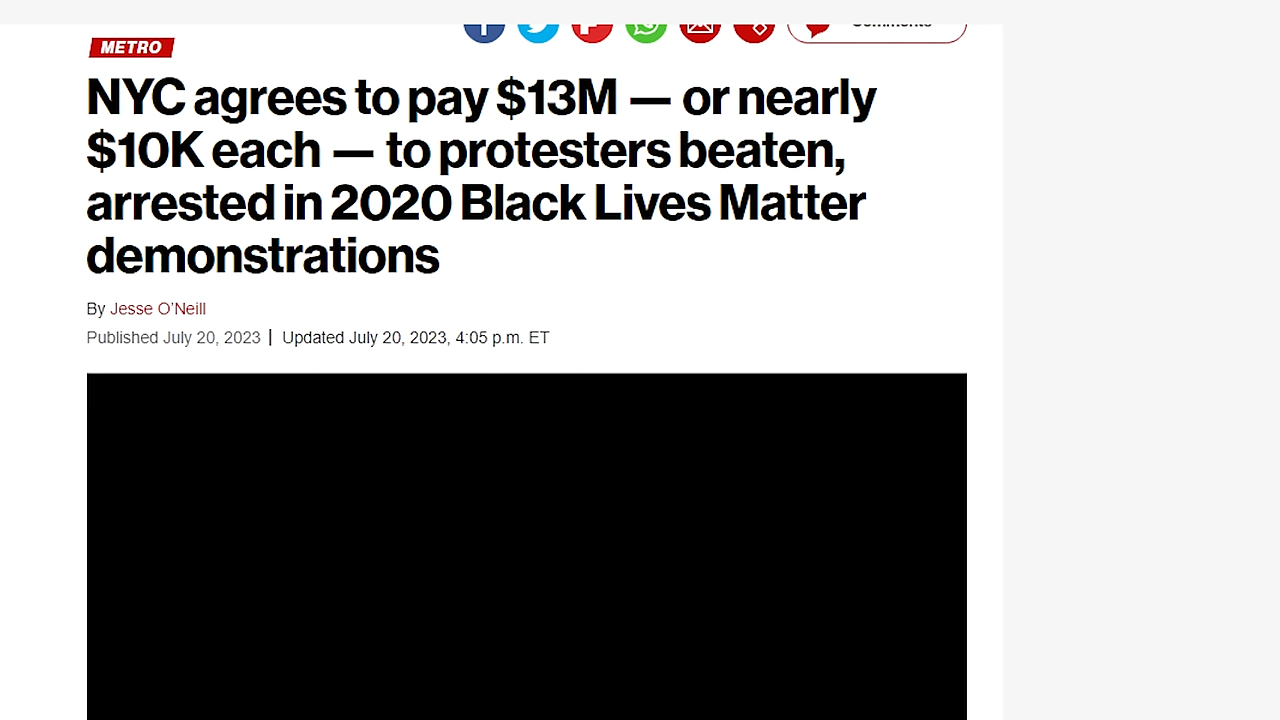 Comments
METRO
NYC agrees to pay $13M — or nearly
$10K each — to protesters beaten,
arrested in 2020 Black Lives Matter
demonstrations
By Jesse O'Neill
Published July 20, 2023 | Updated July 20, 2023, 4:05 p.m. ET